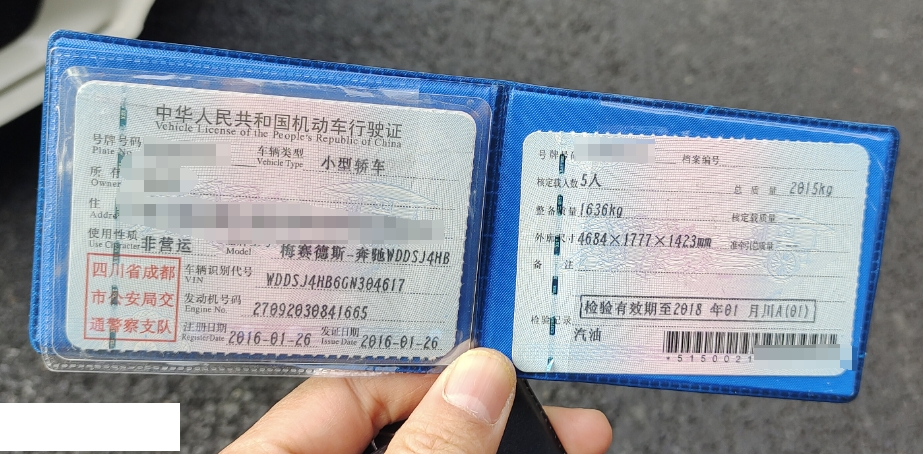 中华人民共和国机动车行驶证
Vehicle License of the People's Republic of China
号牌号码
Plate No.
车辆类型
Vehicle Type
小型轿车
所
Owner
住
Addre
使用性质
Use Character
非营运
Model
梅赛德斯-奔驰WDDSJ4HB
四川省成都
市公安局交
通警察支队
车辆识别代号
VIN
WDDSJ4HB6GN304617
发动机号码
Engine No.
27092030841665
注册日期
Register Date
2016-01-26
发证日期
Issue Date
2016-01-26
号牌号
档案编号
核定载人数
5人
总质量
2015kg
整备质量
1636kg
核定载质量
--
外廓尺寸
4684×1777×1423mm
准牵引总质量
--
备注
检验有效期至2018年01月川A(01)
检验记录
汽油
*5150021